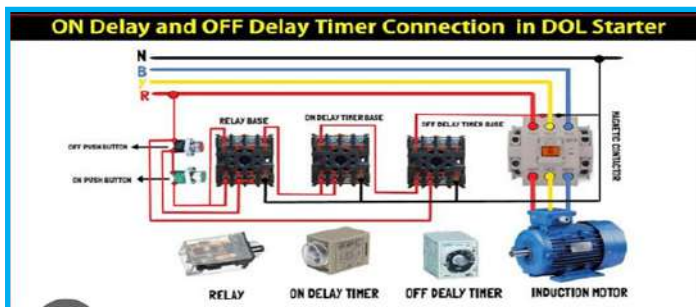 ON Delay and OFF Delay Timer Connection in DOL Starter
N
B
Y
R
RELAY BASE
ON DELAY TIMER BASE
OFF DELAY TIMER BASE
MAGNETIC CONTACTOR
OFF PUSH BUTTON
ON PUSH BUTTON
RELAY
ON DELAY TIMER
OFF DEALY TIMER
INDUCTION MOTOR